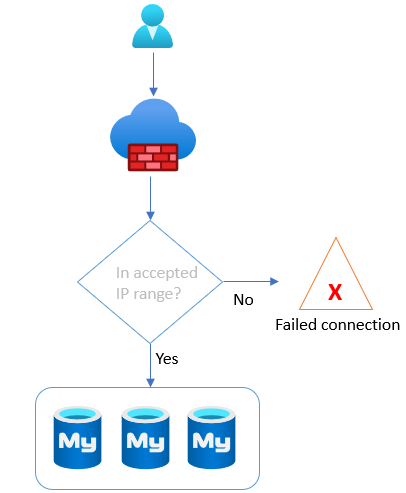 In accepted
IP range?
No
X
Failed connection
Yes
My
My
My